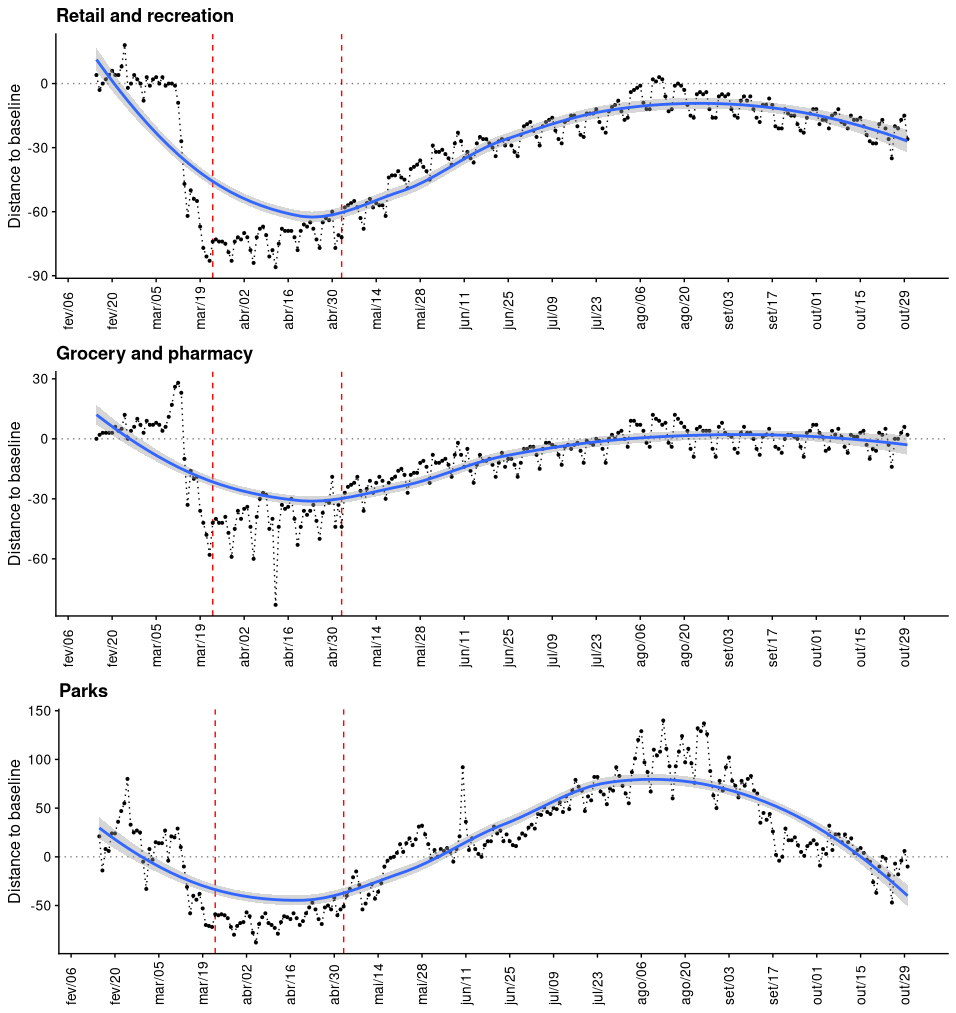 Retail and recreation
Distance to baseline
0
-30
-60
-90
fev/06 fev/20 mar/05 mar/19 abr/02 abr/16 abr/30 mai/14 mai/28 jun/11 jun/25 jul/09 jul/23 ago/06 ago/20 set/03 set/17 out/01 out/15 out/29
Grocery and pharmacy
Distance to baseline
30
0
-30
-60
fev/06 fev/20 mar/05 mar/19 abr/02 abr/16 abr/30 mai/14 mai/28 jun/11 jun/25 jul/09 jul/23 ago/06 ago/20 set/03 set/17 out/01 out/15 out/29
Parks
Distance to baseline
150
100
50
0
-50
fev/06 fev/20 mar/05 mar/19 abr/02 abr/16 abr/30 mai/14 mai/28 jun/11 jun/25 jul/09 jul/23 ago/06 ago/20 set/03 set/17 out/01 out/15 out/29